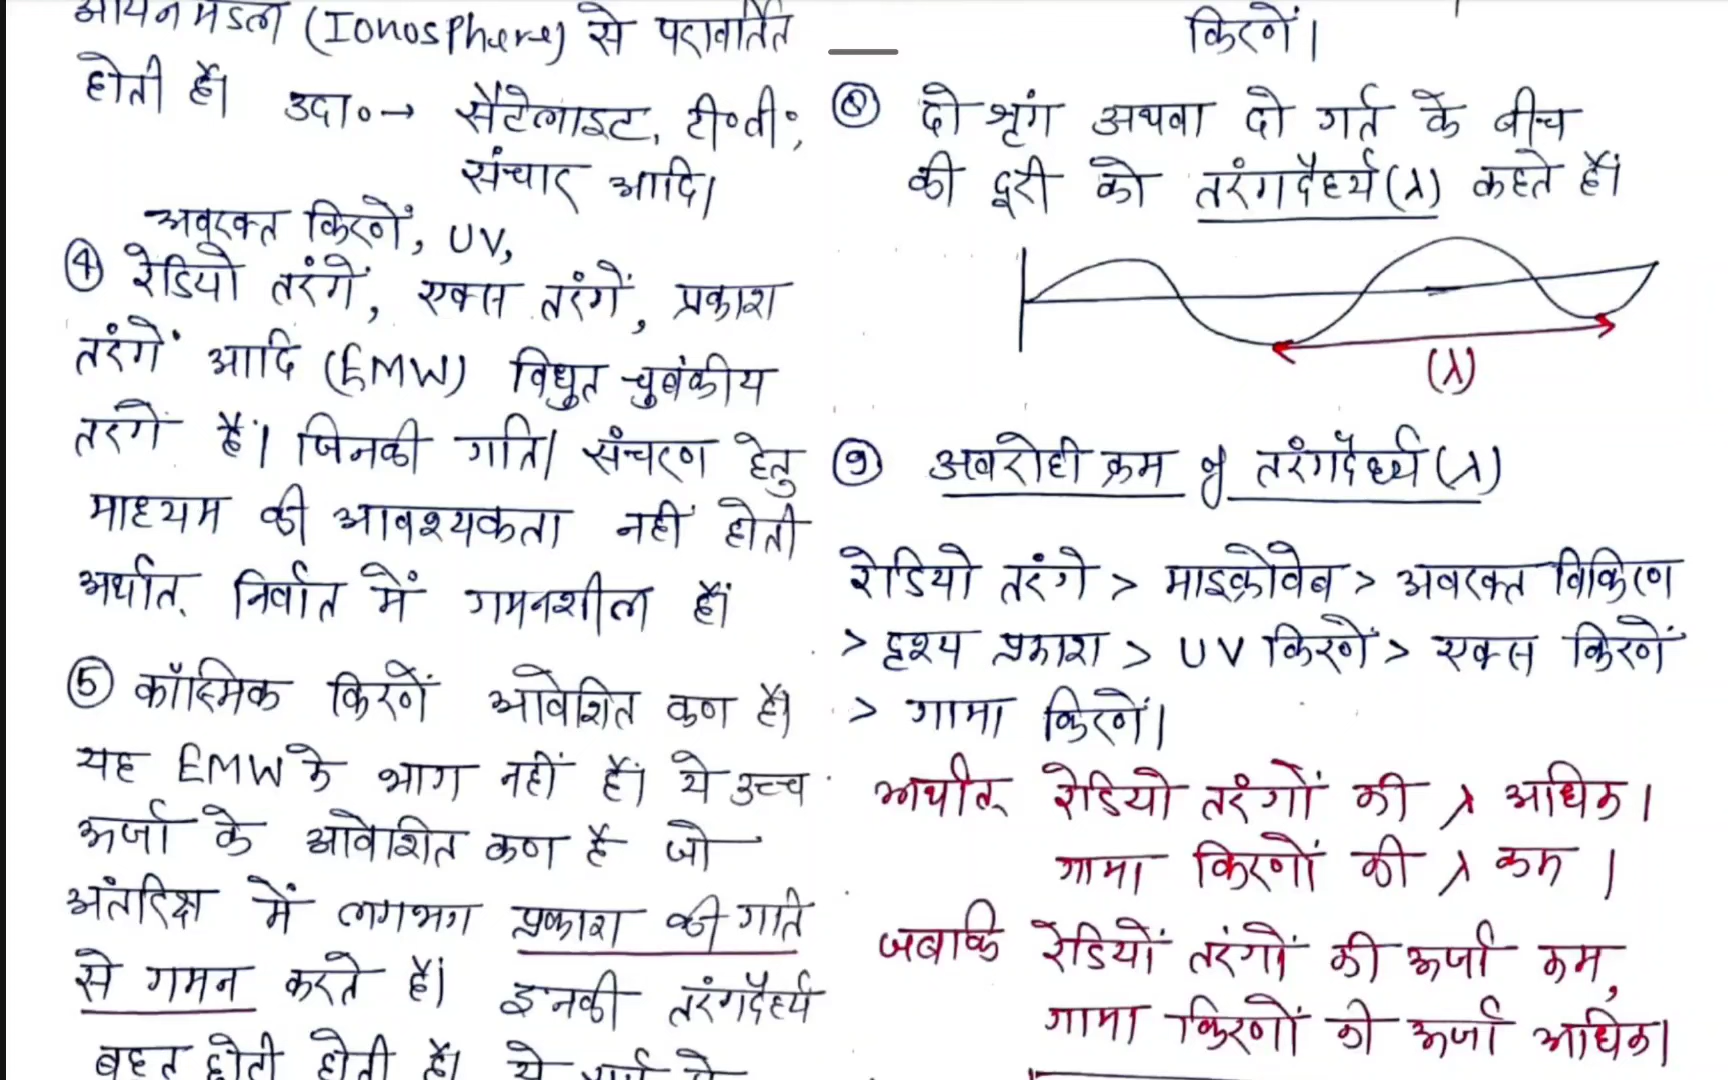 आयनमंडल (Ionosphere) से परावर्तित
होती हैं। उदा०→ सैटेलाइट, टी०वी०,
संचार आदि।
अवरक्त किरणें, UV,
④ रेडियो तरंगें, एक्स तरंगें, प्रकाश
तरंगें आदि (EMW) विधुत चुबंकीय
तरंगे हैं। जिनकी गति। संचरण हेतु
माध्यम की आवश्यकता नहीं होती
अर्थात् निर्वात में गमनशील हैं।
⑤ कॉस्मिक किरणें आवेशित कण हैं।
यह EMW के भाग नहीं हैं। ये उच्च
ऊर्जा के आवेशित कण है जो
अंतरिक्ष में लगभग प्रकाश की गति
से गमन करते हैं। इनकी तरंगदैर्ध्य
बहुत होती होती है। ये
किरणें।
⑧ दो श्रृंग अथवा दो गर्त के बीच
की दूरी को तरंगदैर्ध्य (λ) कहते हैं।
(λ)
⑨ अवरोही क्रम of तरंगदैर्ध्य (λ)
रेडियो तरंगे > माइक्रोवेब > अवरक्त विकिरण
> दृश्य प्रकाश > UV किरणें > एक्स किरणें
> गामा किरणें।
अर्थात् रेडियो तरंगों की λ अधिक।
गामा किरणों की λ कम ।
जबकि रेडियों तरंगों की ऊर्जा कम,
गामा किरणों की ऊर्जा अधिक।